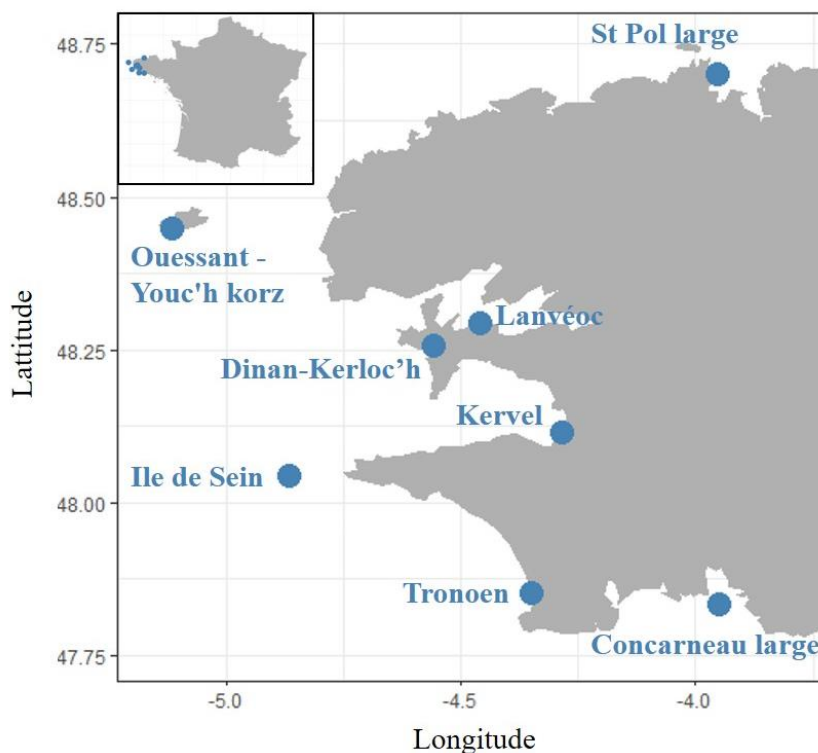 St Pol large
48.75
48.50
Ouessant -
Youc'h korz
Lanvéoc
48.25
Dinan-Kerloc’h
Kervel
Ile de Sein
48.00
Tronoen
Concarneau large
47.75
-5.0
-4.5
-4.0
Lattitude
Longitude